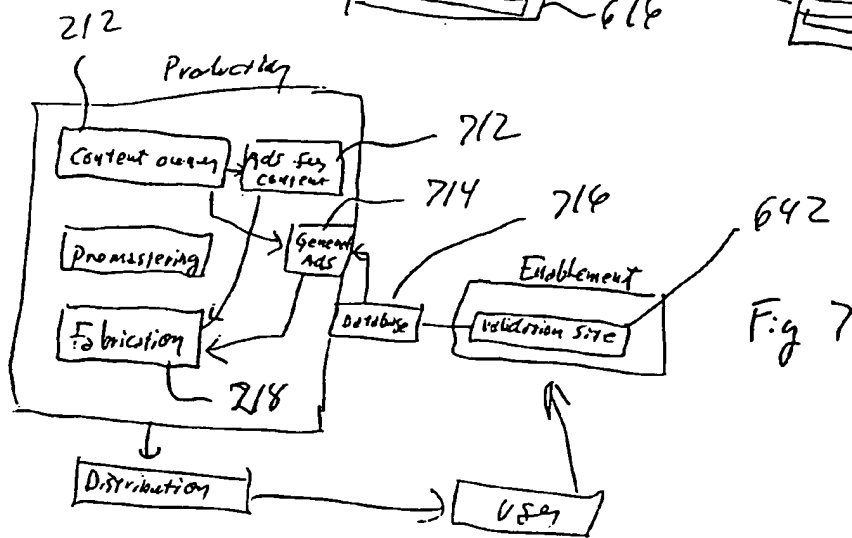 616
212
Production
Content owner
Ads for
content
712
714
716
642
General
Ads
Premastering
Enablement
Database
Validation site
Fabrication
Fig 7
218
Distribution
User